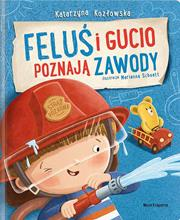 Katarzyna Kozłowska
FELUŚ i GUCIO
POZNAJĄ ZAWODY
ilustracje Marianna Schoett
Nasza Księgarnia